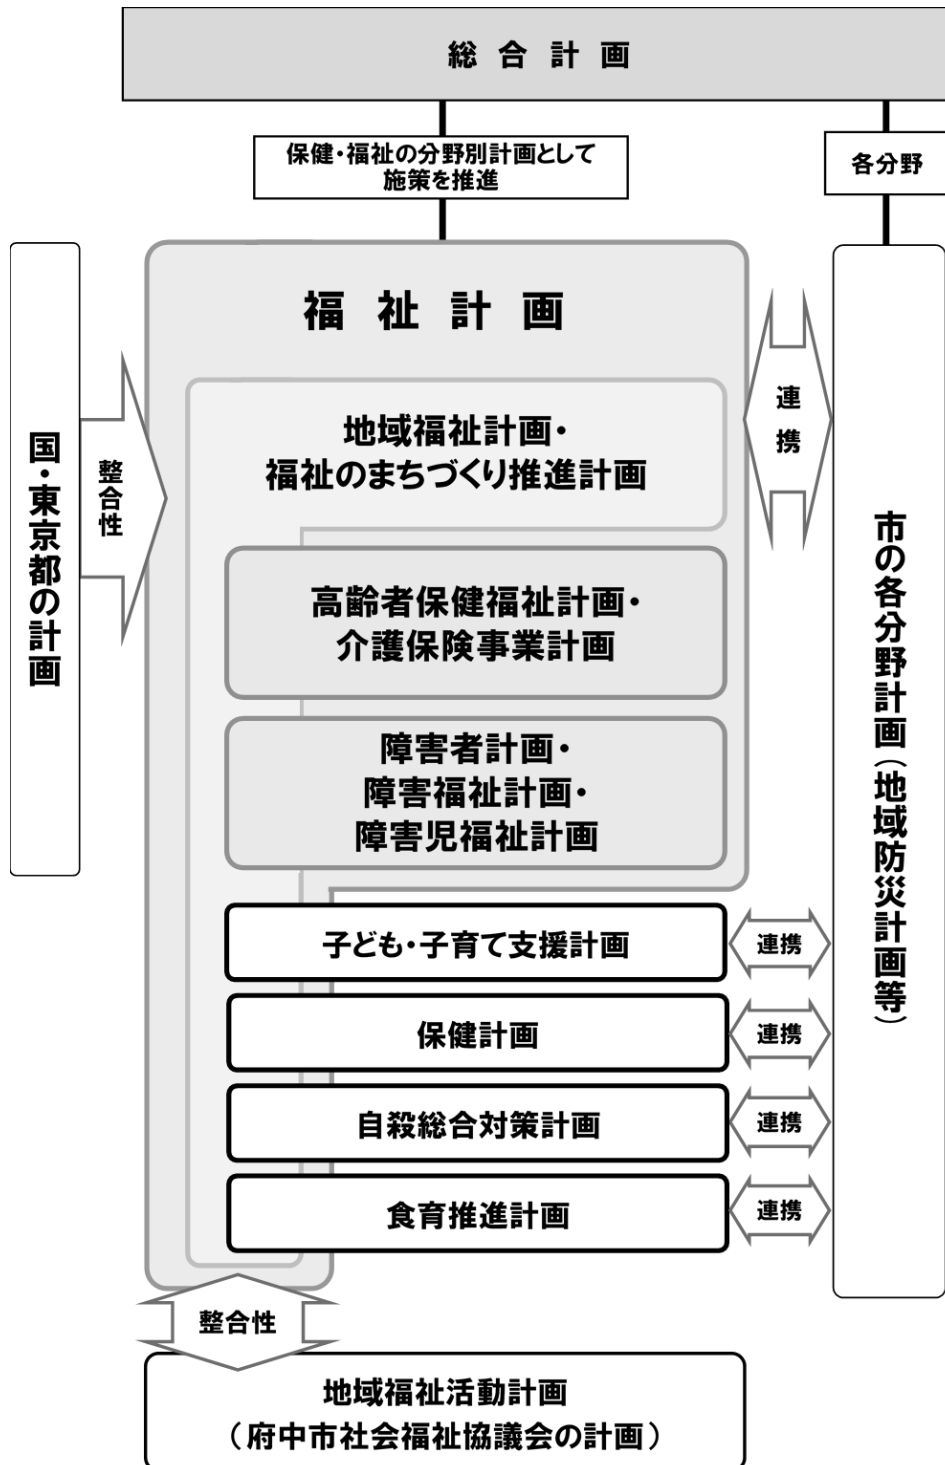 総合計画
保健・福祉の分野別計画として
施策を推進
各分野
国・東京都の計画
整合性
福祉計画
地域福祉計画・
福祉のまちづくり推進計画
高齢者保健福祉計画・
介護保険事業計画
障害者計画・
障害福祉計画・
障害児福祉計画
子ども・子育て支援計画
保健計画
自殺総合対策計画
食育推進計画
連携
連携
連携
連携
連携
市の各分野計画(地域防災計画等)
整合性
地域福祉活動計画
(府中市社会福祉協議会の計画)